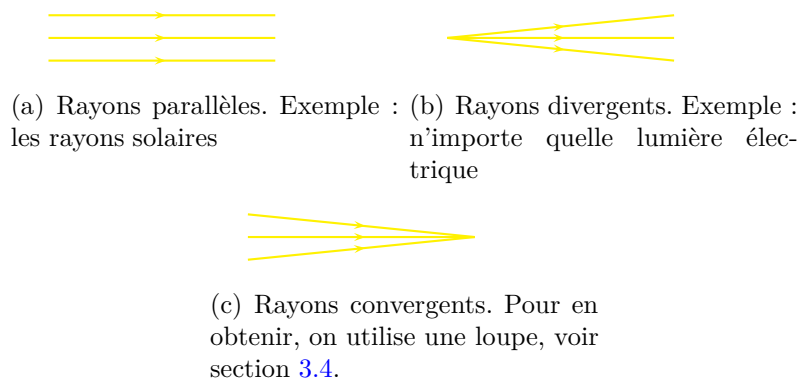 (a) Rayons parallèles. Exemple :
les rayons solaires
(b) Rayons divergents. Exemple :
n'importe quelle lumière élec-
trique
(c) Rayons convergents. Pour en
obtenir, on utilise une loupe, voir
section 3.4.